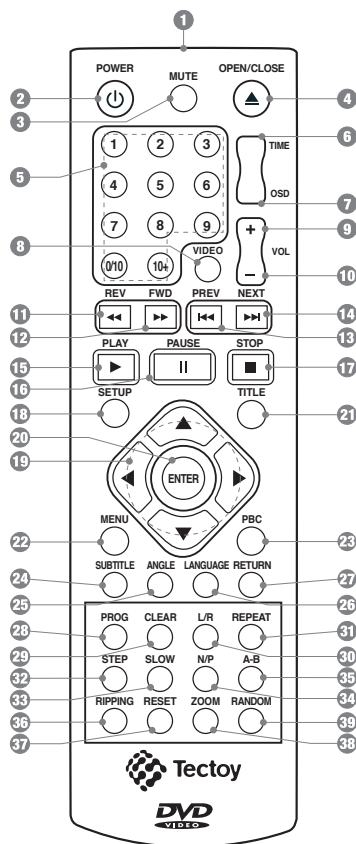 1
POWER MUTE OPEN/CLOSE
2 3 4
1 2 3 TIME 6
5
4 5 6 OSD 7
7 8 9 + 9
8 VIDEO VOL
0/10 10+ − 10
REV FWD PREV NEXT
11 12 13 14
PLAY PAUSE STOP
15 16 17
SETUP TITLE
18 21
20
19 ENTER
MENU PBC
22 23
SUBTITLE ANGLE LANGUAGE RETURN
24 25 26 27
PROG CLEAR L/R REPEAT
28 29 30 31
STEP SLOW N/P A-B
32 33 34 35
RIPPING RESET ZOOM RANDOM
36 37 38 39
Tectoy
DVD
VIDEO